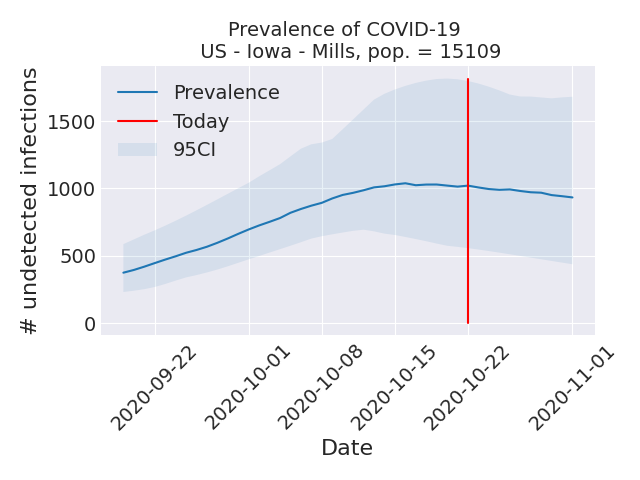 Prevalence of COVID-19
US - Iowa - Mills, pop. = 15109
# undetected infections
1500
1000
500
0
Prevalence
Today
95CI
2020-09-22
2020-10-01
2020-10-08
2020-10-15
2020-10-22
2020-11-01
Date